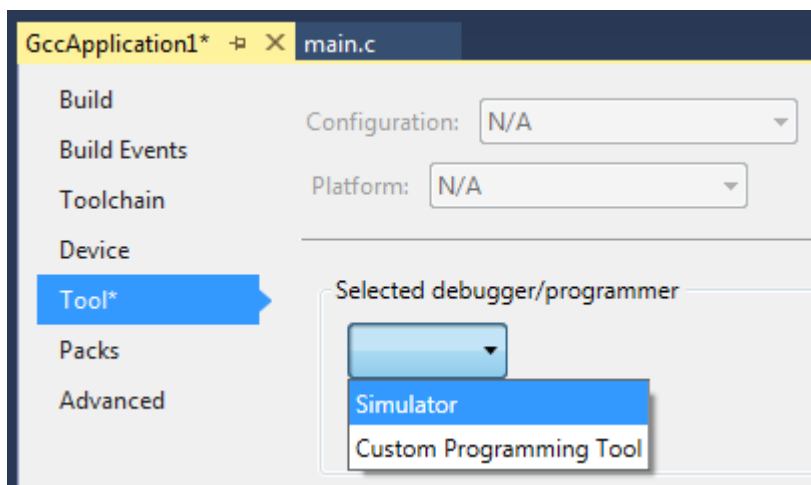 GccApplication1* main.c
Build
Build Events
Toolchain
Device
Tool*
Packs
Advanced
Configuration: N/A
Platform: N/A
Selected debugger/programmer
Simulator
Custom Programming Tool